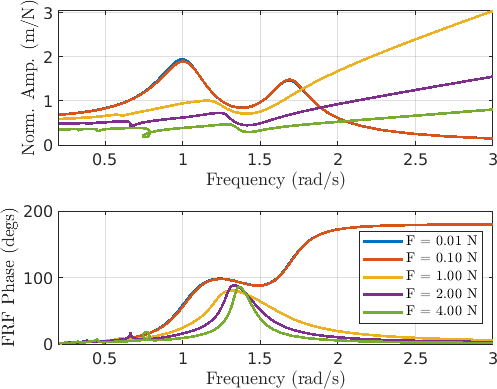 Norm. Amp. (m/N)
3
2
1
0
0.5 1 1.5 2 2.5 3
Frequency (rad/s)
FRF Phase (degs)
200
100
0
F = 0.01 N
F = 0.10 N
F = 1.00 N
F = 2.00 N
F = 4.00 N
0.5 1 1.5 2 2.5 3
Frequency (rad/s)